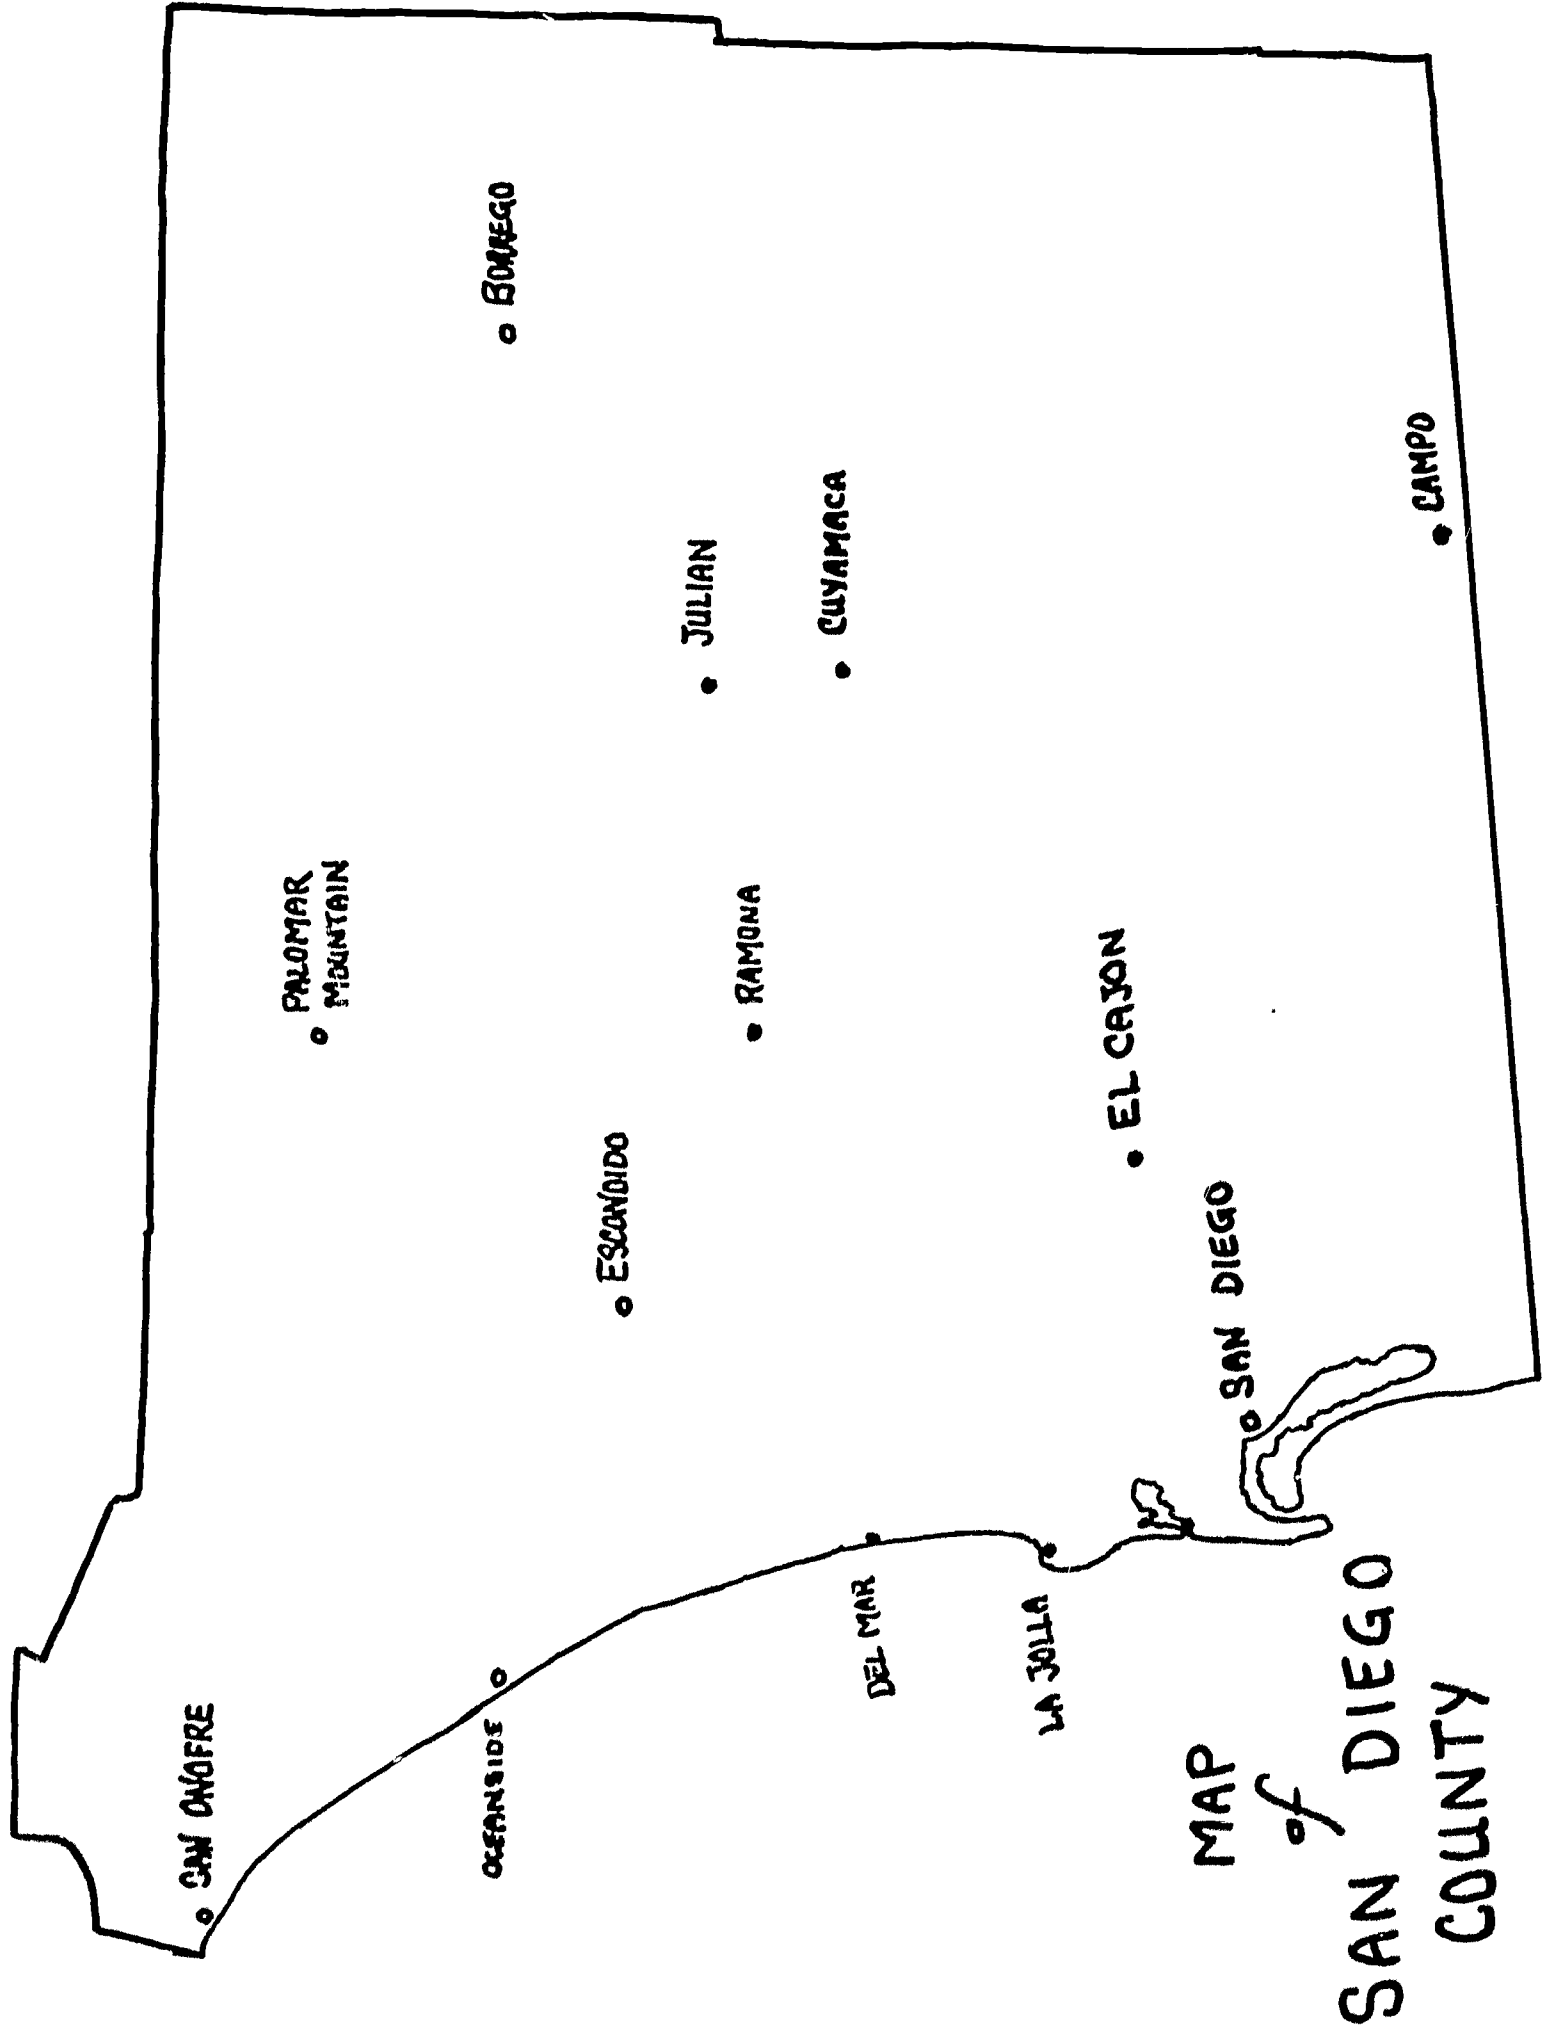 SAN ONOFRE
PALOMAR
MOUNTAIN
BORREGO
OCEANSIDE
ESCONDIDO
JULIAN
RAMONA
CUYAMACA
DEL MAR
LA JOLLA
EL CAJON
SAN DIEGO
CAMPO
MAP
of
SAN DIEGO
COUNTY